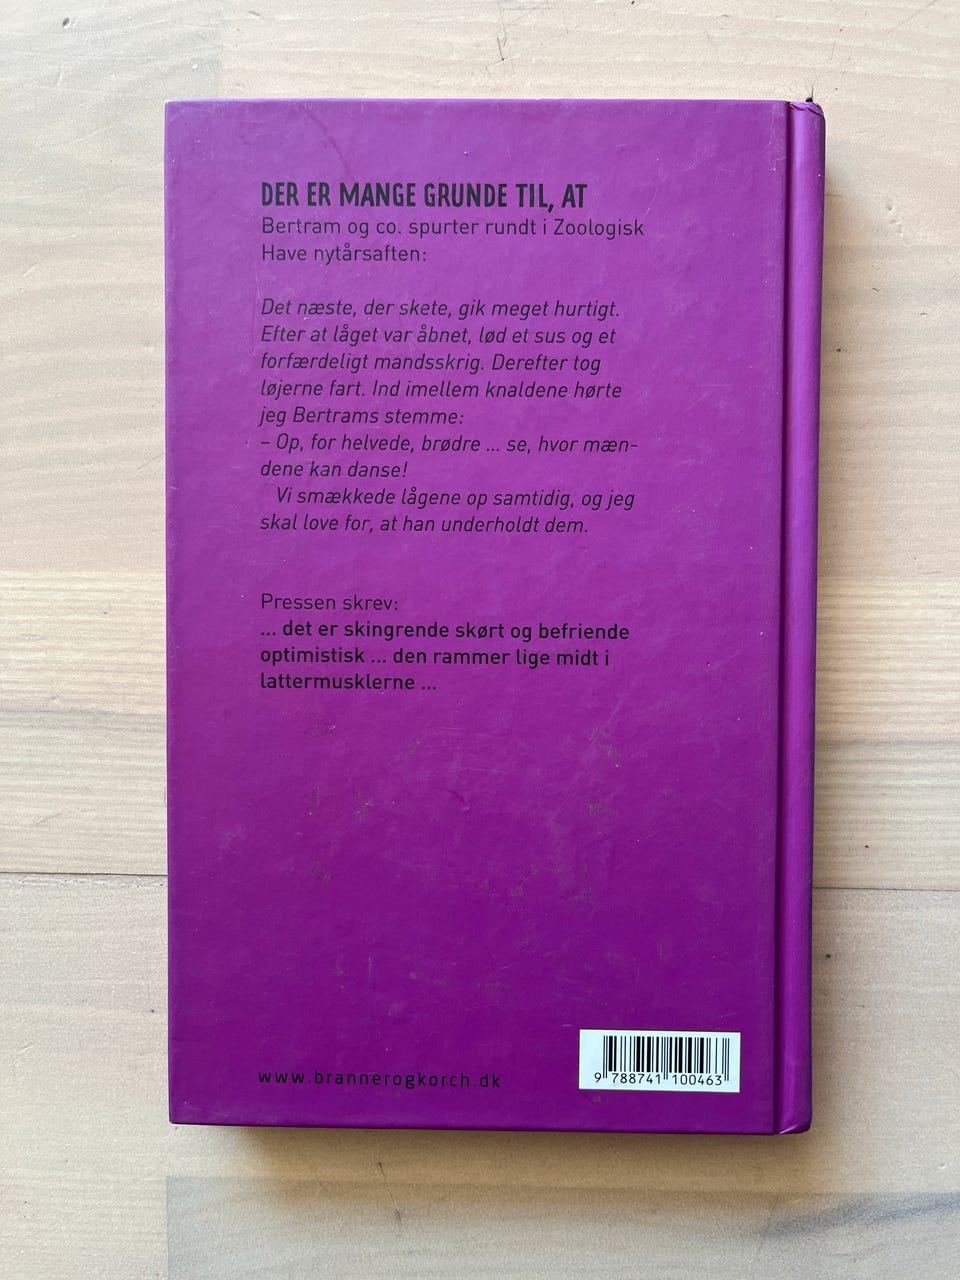 DER ER MANGE GRUNDE TIL, AT
Bertram og co. spurter rundt i Zoologisk
Have nytårsaften:
Det næste, der skete, gik meget hurtigt.
Efter at låget var åbnet, lød et sus og et
forfærdeligt mandsskrig. Derefter tog
løjerne fart. Ind imellem knaldene hørte
jeg Bertrams stemme:
– Op, for helvede, brødre ... se, hvor mæn-
dene kan danse!
Vi smækkede lågene op samtidig, og jeg
skal love for, at han underholdt dem.
Pressen skrev:
... det er skingrende skørt og befriende
optimistisk ... den rammer lige midt i
lattermusklerne ...
www.brannerogkorch.dk
9 788741 100463